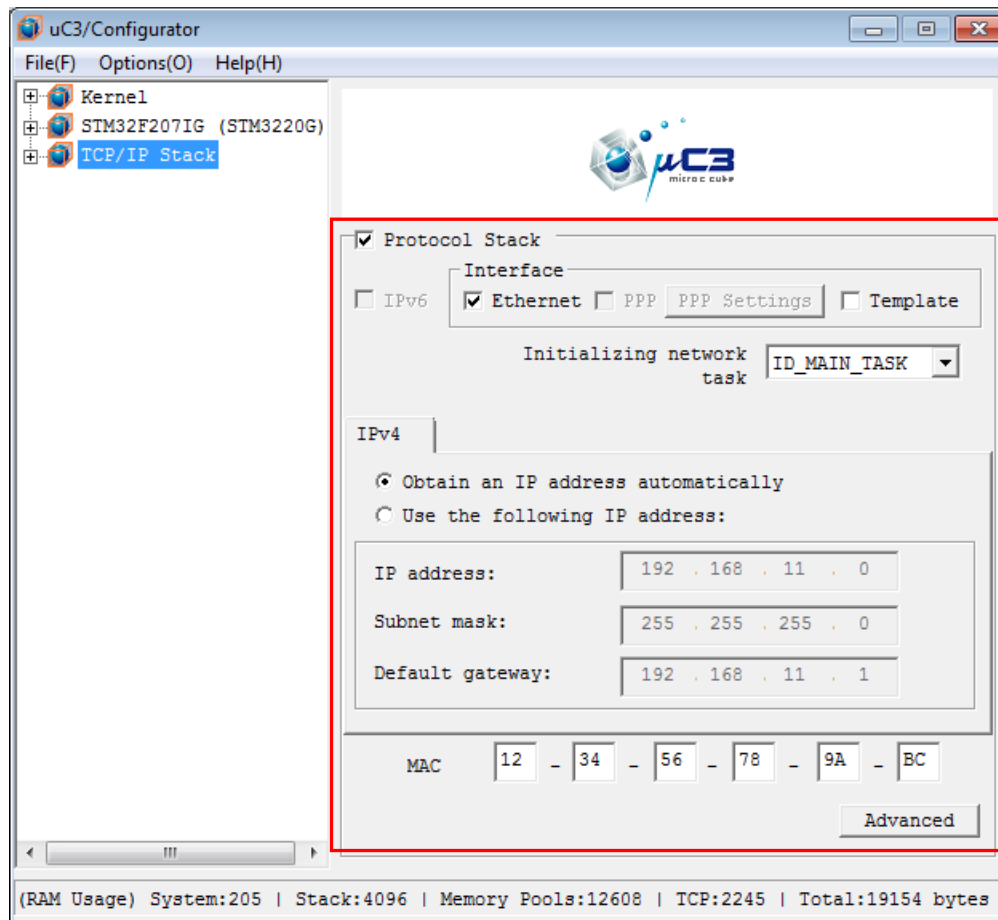 uC3/Configurator
File(F) Options(O) Help(H)
Kernel
STM32F207IG (STM3220G)
TCP/IP Stack
µC3
micro c cube
Protocol Stack
Interface
IPv6 Ethernet PPP PPP Settings Template
Initializing network
task
ID_MAIN_TASK
IPv4
Obtain an IP address automatically
Use the following IP address:
IP address: 192 . 168 . 11 . 0
Subnet mask: 255 . 255 . 255 . 0
Default gateway: 192 . 168 . 11 . 1
MAC 12 - 34 - 56 - 78 - 9A - BC
Advanced
(RAM Usage) System:205 | Stack:4096 | Memory Pools:12608 | TCP:2245 | Total:19154 bytes